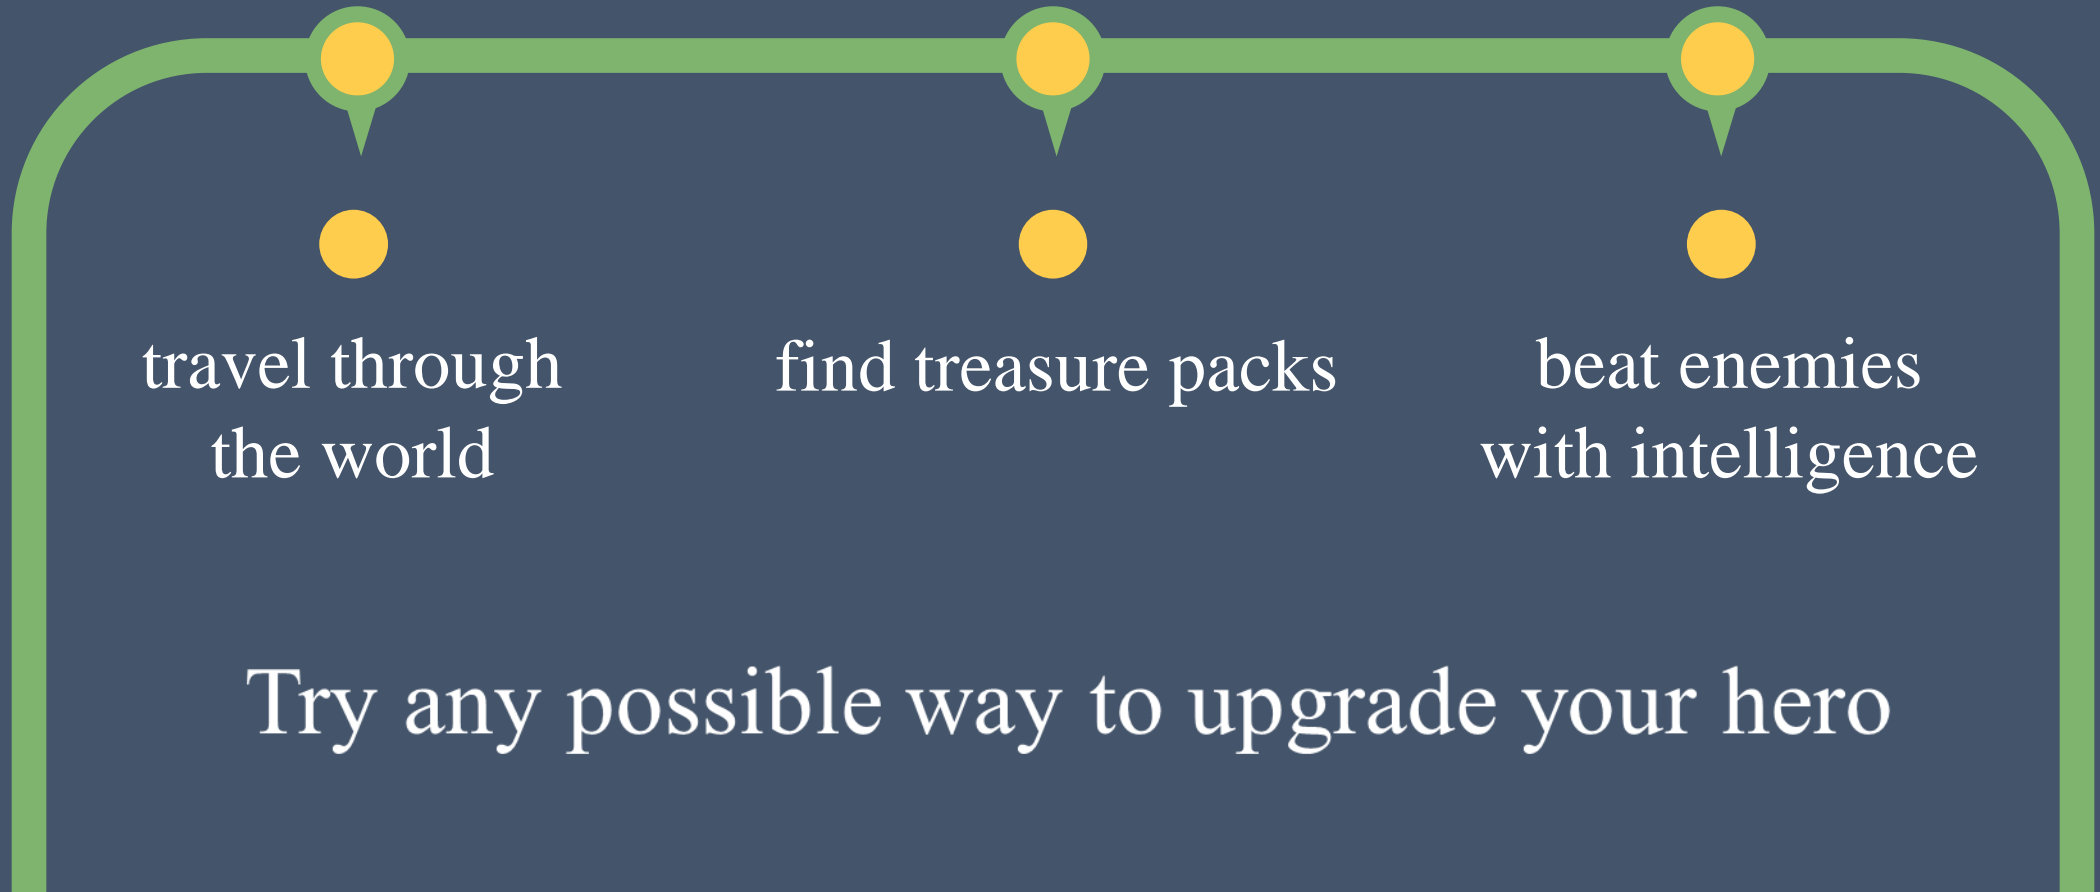 travel through
the world
find treasure packs
beat enemies
with intelligence
Try any possible way to upgrade your hero